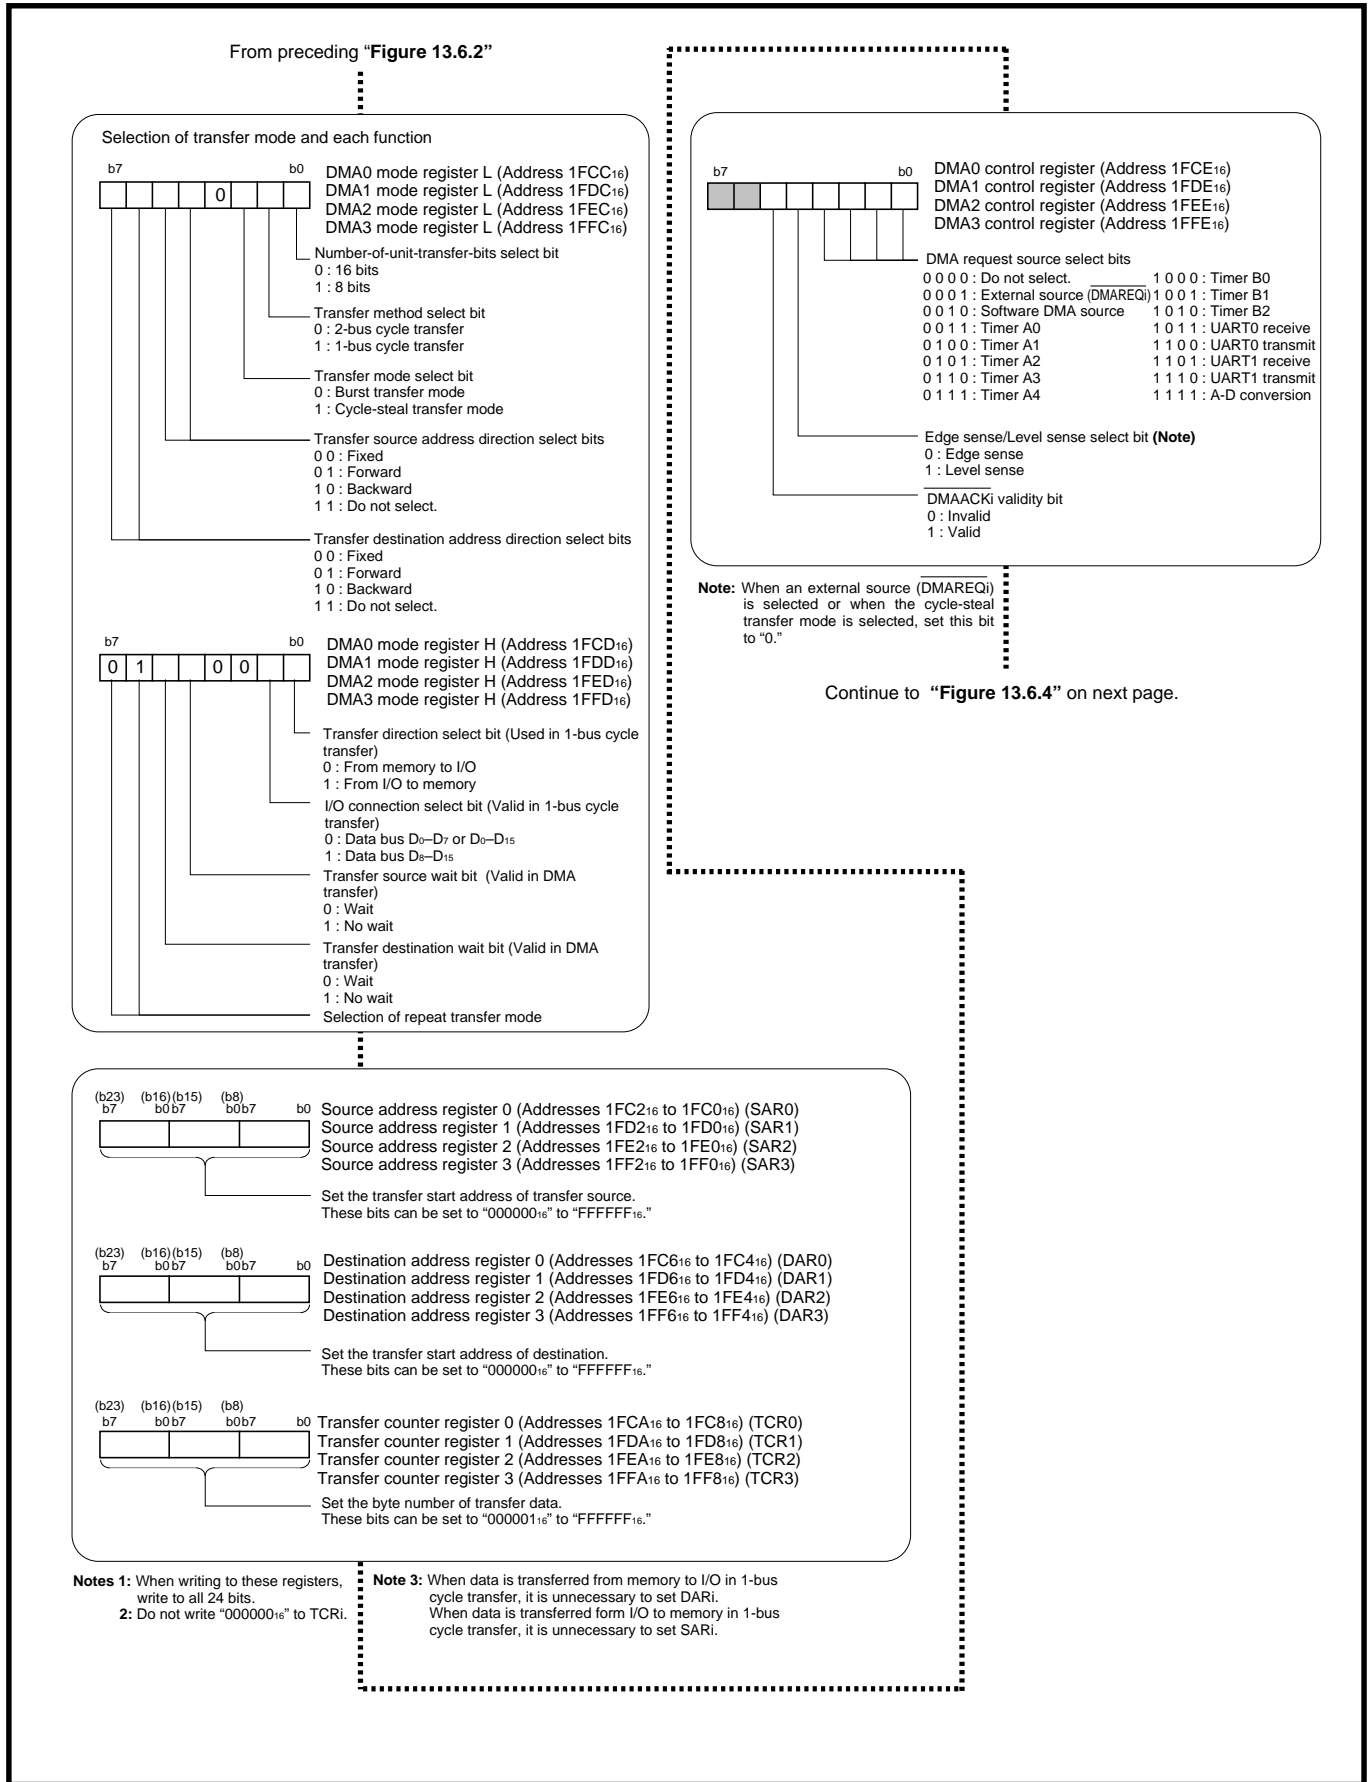 From preceding “Figure 13.6.2”
Selection of transfer mode and each function
b7 b0
0
DMA0 mode register L (Address 1FCC16)
DMA1 mode register L (Address 1FDC16)
DMA2 mode register L (Address 1FEC16)
DMA3 mode register L (Address 1FFC16)
Number-of-unit-transfer-bits select bit
0 : 16 bits
1 : 8 bits
Transfer method select bit
0 : 2-bus cycle transfer
1 : 1-bus cycle transfer
Transfer mode select bit
0 : Burst transfer mode
1 : Cycle-steal transfer mode
Transfer source address direction select bits
0 0 : Fixed
0 1 : Forward
1 0 : Backward
1 1 : Do not select.
Transfer destination address direction select bits
0 0 : Fixed
0 1 : Forward
1 0 : Backward
1 1 : Do not select.
b7 b0
0 1 0 0
DMA0 mode register H (Address 1FCD16)
DMA1 mode register H (Address 1FDD16)
DMA2 mode register H (Address 1FED16)
DMA3 mode register H (Address 1FFD16)
Transfer direction select bit (Used in 1-bus cycle
transfer)
0 : From memory to I/O
1 : From I/O to memory
I/O connection select bit (Valid in 1-bus cycle
transfer)
0 : Data bus D0–D7 or D0–D15
1 : Data bus D8–D15
Transfer source wait bit (Valid in DMA
transfer)
0 : Wait
1 : No wait
Transfer destination wait bit (Valid in DMA
transfer)
0 : Wait
1 : No wait
Selection of repeat transfer mode
(b23) (b16)(b15) (b8)
b7 b0 b7 b0 b7 b0
Source address register 0 (Addresses 1FC216 to 1FC016) (SAR0)
Source address register 1 (Addresses 1FD216 to 1FD016) (SAR1)
Source address register 2 (Addresses 1FE216 to 1FE016) (SAR2)
Source address register 3 (Addresses 1FF216 to 1FF016) (SAR3)
Set the transfer start address of transfer source.
These bits can be set to “00000016” to “FFFFFF16.”
(b23) (b16)(b15) (b8)
b7 b0 b7 b0 b7 b0
Destination address register 0 (Addresses 1FC616 to 1FC416) (DAR0)
Destination address register 1 (Addresses 1FD616 to 1FD416) (DAR1)
Destination address register 2 (Addresses 1FE616 to 1FE416) (DAR2)
Destination address register 3 (Addresses 1FF616 to 1FF416) (DAR3)
Set the transfer start address of destination.
These bits can be set to “00000016” to “FFFFFF16.”
(b23) (b16)(b15) (b8)
b7 b0 b7 b0 b7 b0
Transfer counter register 0 (Addresses 1FCA16 to 1FC816) (TCR0)
Transfer counter register 1 (Addresses 1FDA16 to 1FD816) (TCR1)
Transfer counter register 2 (Addresses 1FEA16 to 1FE816) (TCR2)
Transfer counter register 3 (Addresses 1FFA16 to 1FF816) (TCR3)
Set the byte number of transfer data.
These bits can be set to “00000116” to “FFFFFF16.”
Notes 1: When writing to these registers,
write to all 24 bits.
2: Do not write “00000016” to TCRi.
Note 3: When data is transferred from memory to I/O in 1-bus
cycle transfer, it is unnecessary to set DARi.
When data is transferred form I/O to memory in 1-bus
cycle transfer, it is unnecessary to set SARi.
b7 b0
DMA0 control register (Address 1FCE16)
DMA1 control register (Address 1FDE16)
DMA2 control register (Address 1FEE16)
DMA3 control register (Address 1FFE16)
DMA request source select bits
0 0 0 0 : Do not select. 1 0 0 0 : Timer B0
0 0 0 1 : External source (DMAREQi) 1 0 0 1 : Timer B1
0 0 1 0 : Software DMA source 1 0 1 0 : Timer B2
0 0 1 1 : Timer A0 1 0 1 1 : UART0 receive
0 1 0 0 : Timer A1 1 1 0 0 : UART0 transmit
0 1 0 1 : Timer A2 1 1 0 1 : UART1 receive
0 1 1 0 : Timer A3 1 1 1 0 : UART1 transmit
0 1 1 1 : Timer A4 1 1 1 1 : A-D conversion
Edge sense/Level sense select bit (Note)
0 : Edge sense
1 : Level sense
DMAACKi validity bit
0 : Invalid
1 : Valid
Note: When an external source (DMAREQi)
is selected or when the cycle-steal
transfer mode is selected, set this bit
to “0.”
Continue to “Figure 13.6.4” on next page.